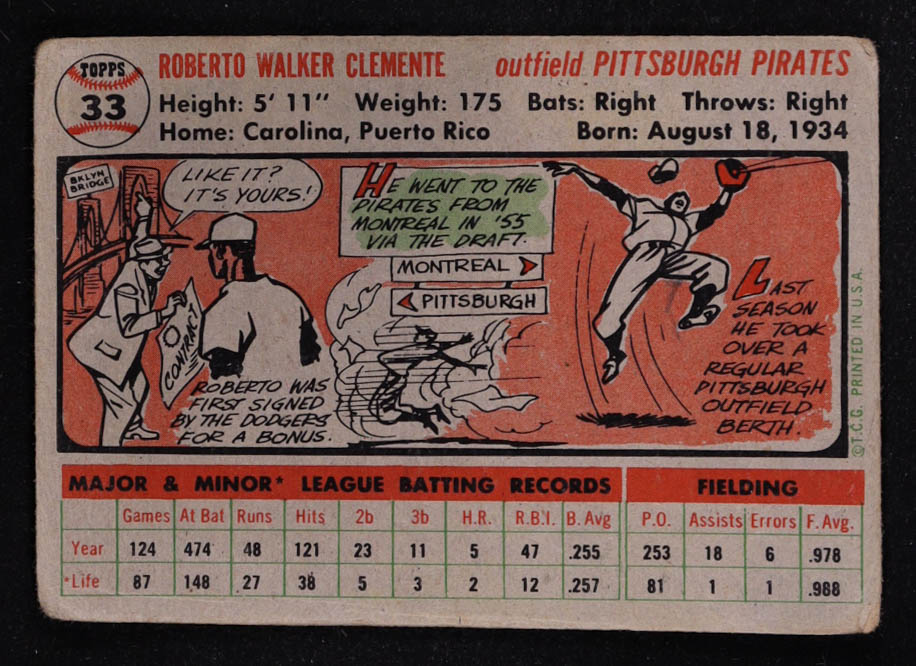 TOPPS
33
ROBERTO WALKER CLEMENTE outfield PITTSBURGH PIRATES
Height: 5' 11" Weight: 175 Bats: Right Throws: Right
Home: Carolina, Puerto Rico Born: August 18, 1934
BKLYN
BRIDGE
LIKE IT?
IT'S YOURS!
CONTRACT
ROBERTO WAS
FIRST SIGNED
BY THE DODGERS
FOR A BONUS.
HE WENT TO THE
PIRATES FROM
MONTREAL IN '55
VIA THE DRAFT.
MONTREAL
PITTSBURGH
LAST
SEASON
HE TOOK
OVER A
REGULAR
PITTSBURGH
OUTFIELD
BERTH.
©T.C.G. PRINTED IN U.S.A.
MAJOR & MINOR* LEAGUE BATTING RECORDS FIELDING
Games At Bat Runs Hits 2b 3b H.R. R.B.I. B. Avg P.O. Assists Errors F. Avg.
Year 124 474 48 121 23 11 5 47 .255 253 18 6 .978
*Life 87 148 27 38 5 3 2 12 .257 81 1 1 .988